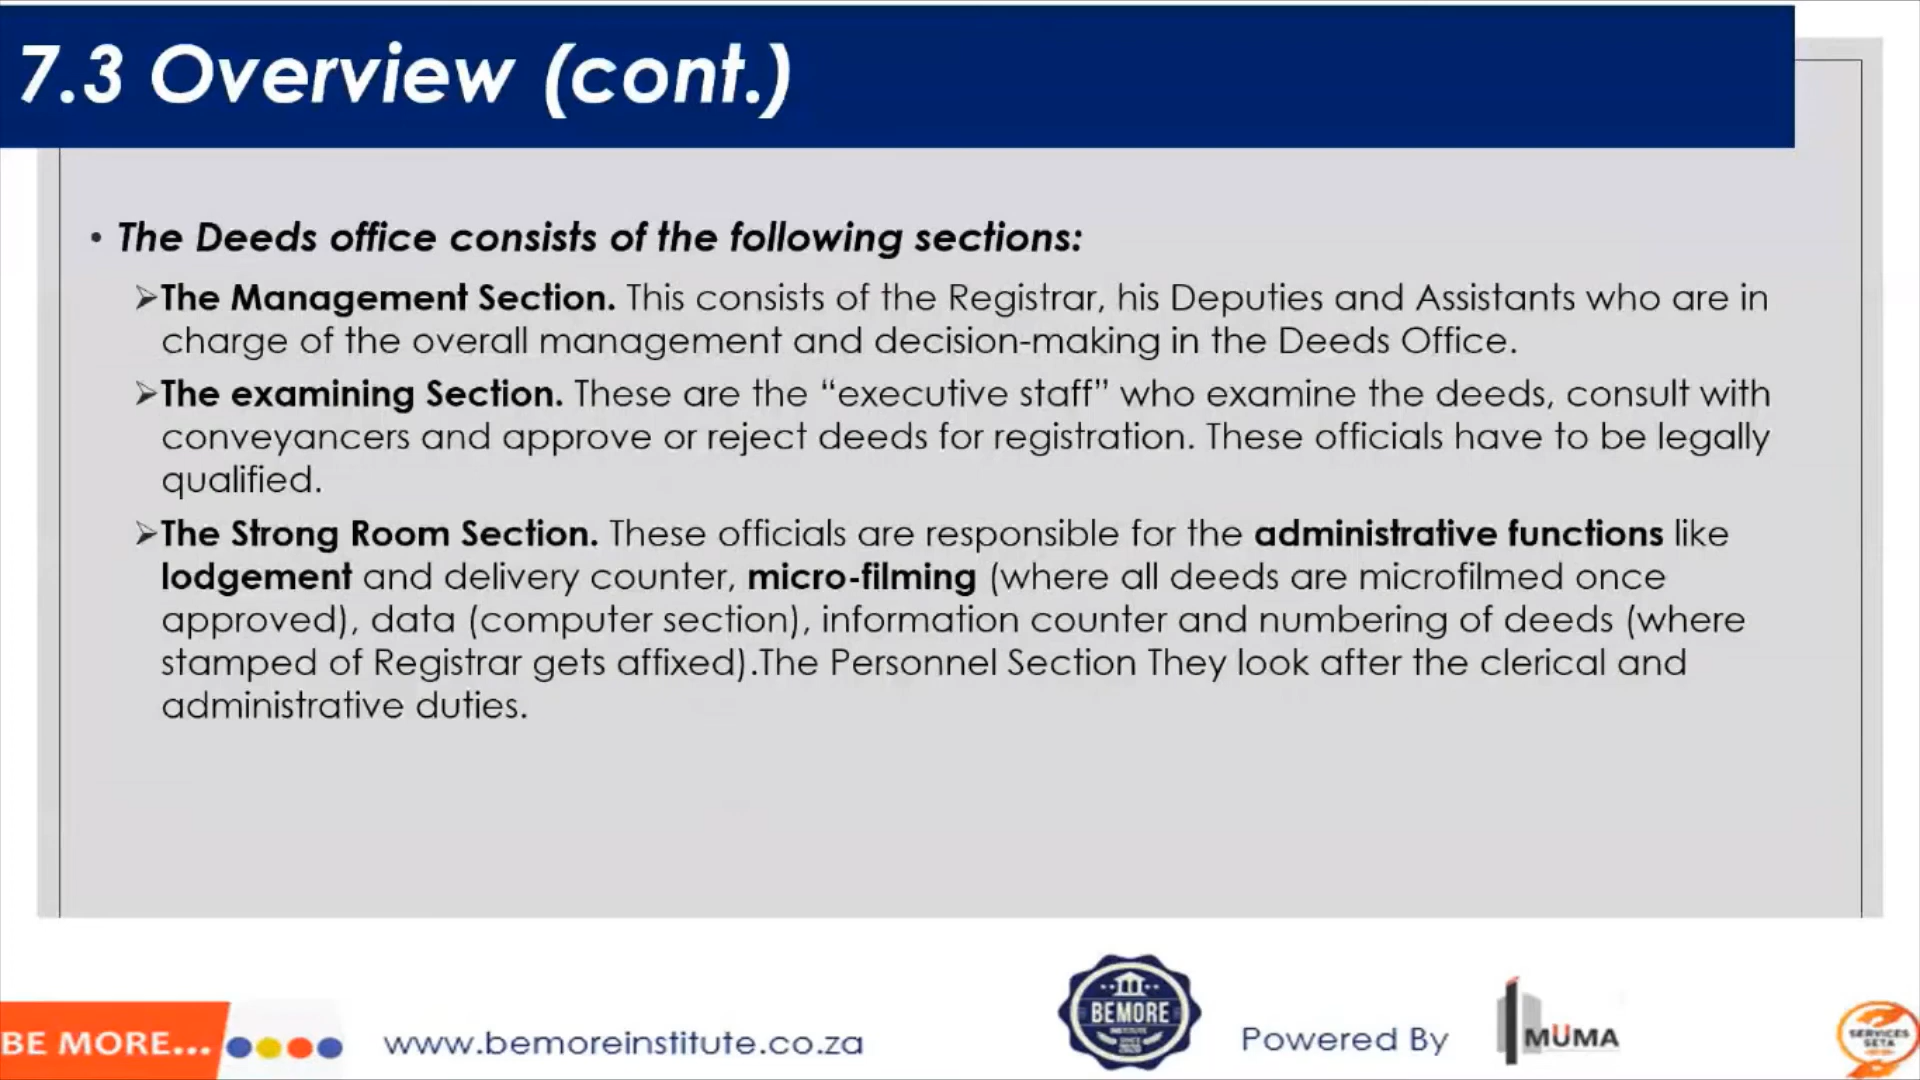 7.3 Overview (cont.)
• The Deeds office consists of the following sections:
➢The Management Section. This consists of the Registrar, his Deputies and Assistants who are in
charge of the overall management and decision-making in the Deeds Office.
➢The examining Section. These are the “executive staff” who examine the deeds, consult with
conveyancers and approve or reject deeds for registration. These officials have to be legally
qualified.
➢The Strong Room Section. These officials are responsible for the administrative functions like
lodgement and delivery counter, micro-filming (where all deeds are microfilmed once
approved), data (computer section), information counter and numbering of deeds (where
stamped of Registrar gets affixed).The Personnel Section They look after the clerical and
administrative duties.
BE MORE...
www.bemoreinstitute.co.za
BEMORE
INSTITUTE
Powered By
MUMA
SERVICES
SETA